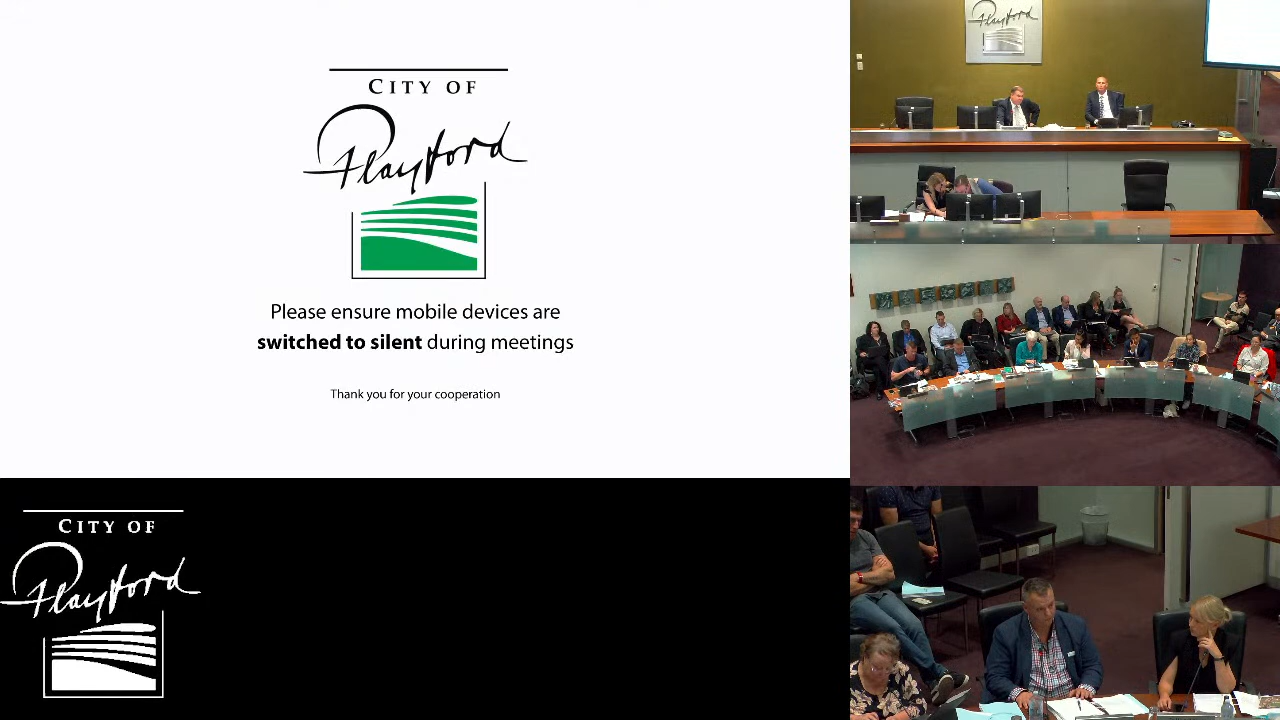 CITY OF
Playford
Please ensure mobile devices are
switched to silent during meetings
Thank you for your cooperation
CITY OF
Playford
Playford